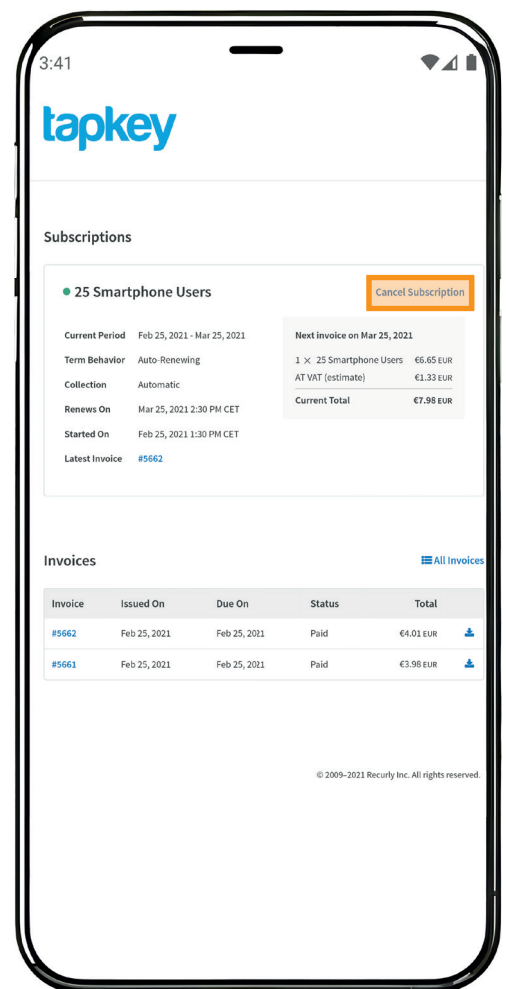 3:41
tapkey
Subscriptions
25 Smartphone Users
Cancel Subscription
Current Period Feb 25, 2021 - Mar 25, 2021
Term Behavior Auto-Renewing
Collection Automatic
Renews On Mar 25, 2021 2:30 PM CET
Started On Feb 25, 2021 1:30 PM CET
Latest Invoice #5662
Next invoice on Mar 25, 2021
1 × 25 Smartphone Users €6.65 EUR
AT VAT (estimate) €1.33 EUR
Current Total €7.98 EUR
Invoices
All Invoices
Invoice Issued On Due On Status Total
#5662 Feb 25, 2021 Feb 25, 2021 Paid €4.01 EUR
#5661 Feb 25, 2021 Feb 25, 2021 Paid €3.98 EUR
© 2009–2021 Recurly Inc. All rights reserved.